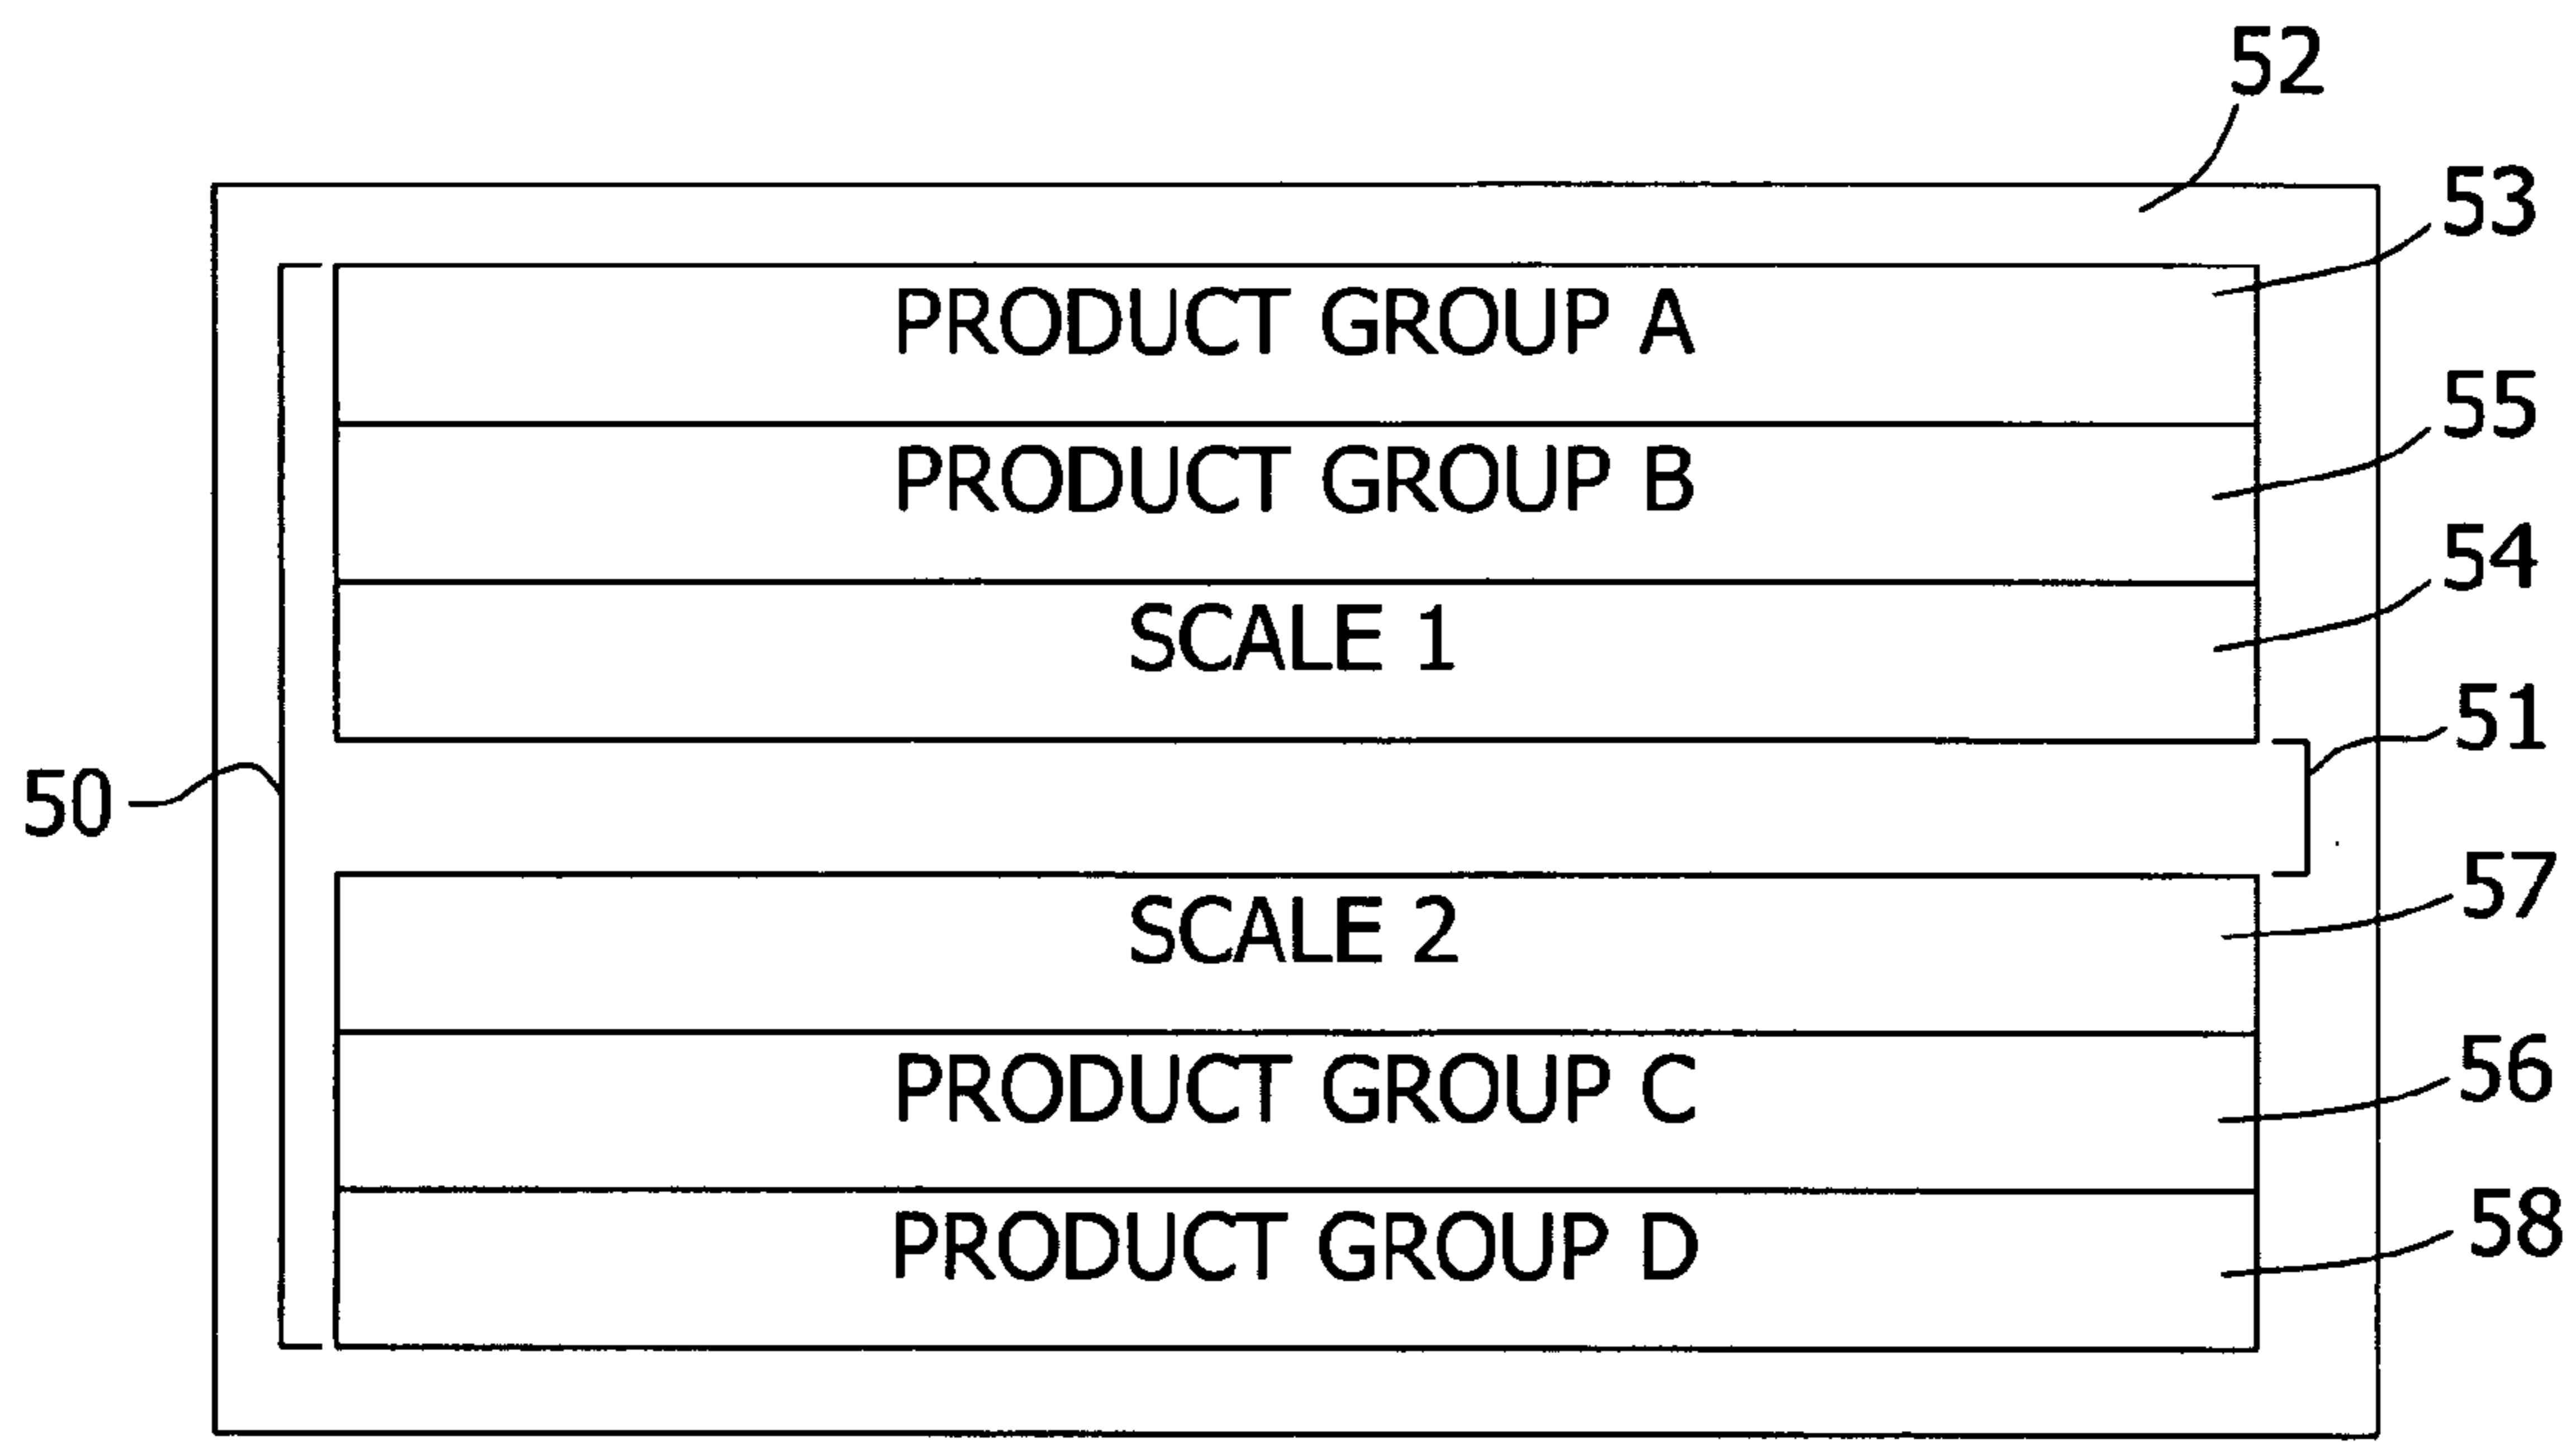 52
53
PRODUCT GROUP A
55
PRODUCT GROUP B
54
SCALE 1
51
50
57
SCALE 2
56
PRODUCT GROUP C
58
PRODUCT GROUP D